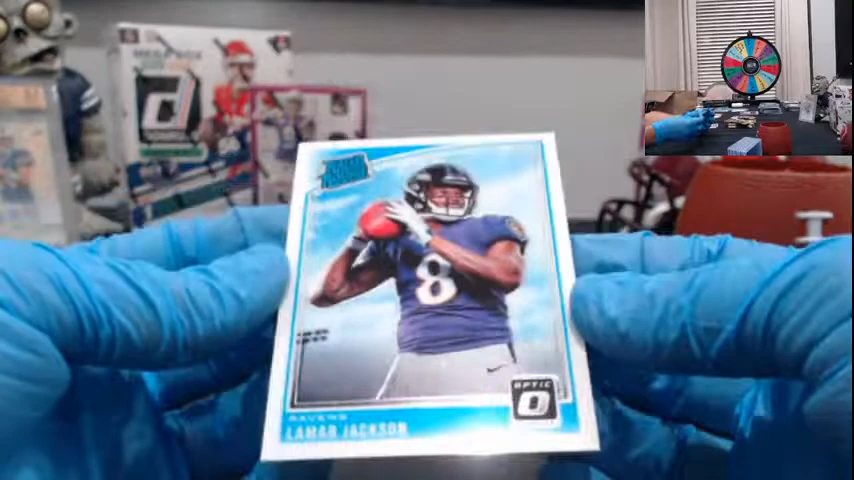 RATED
ROOKIE
8
OPTIC
RAVENS
LAMAR JACKSON